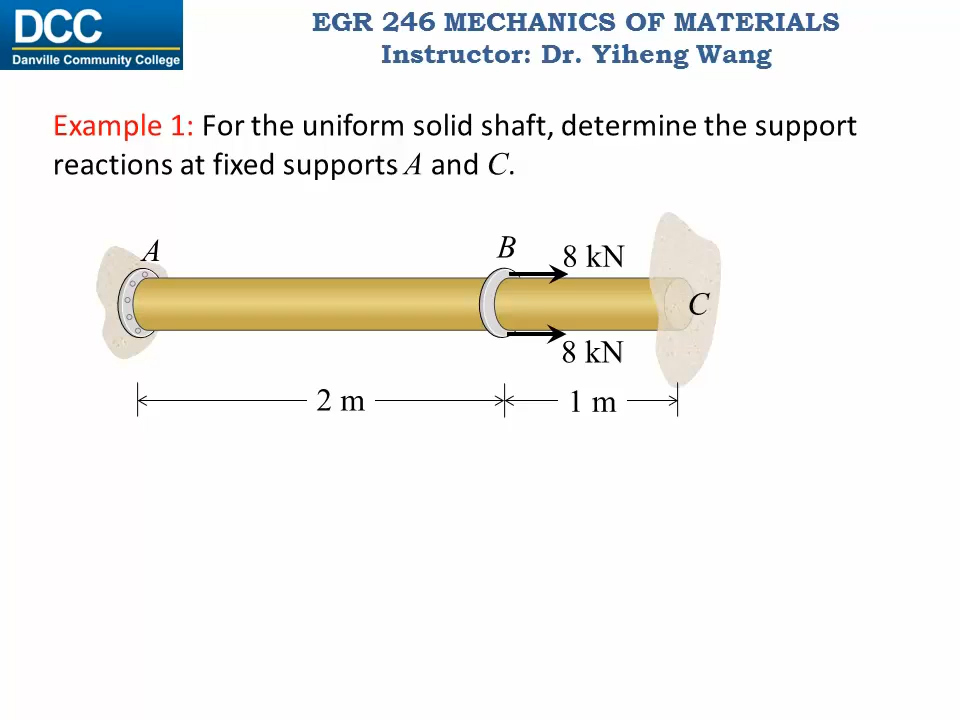 DCC
Danville Community College
EGR 246 MECHANICS OF MATERIALS
Instructor: Dr. Yiheng Wang
Example 1: For the uniform solid shaft, determine the support
reactions at fixed supports A and C.
A
B
8 kN
C
8 kN
2 m
1 m